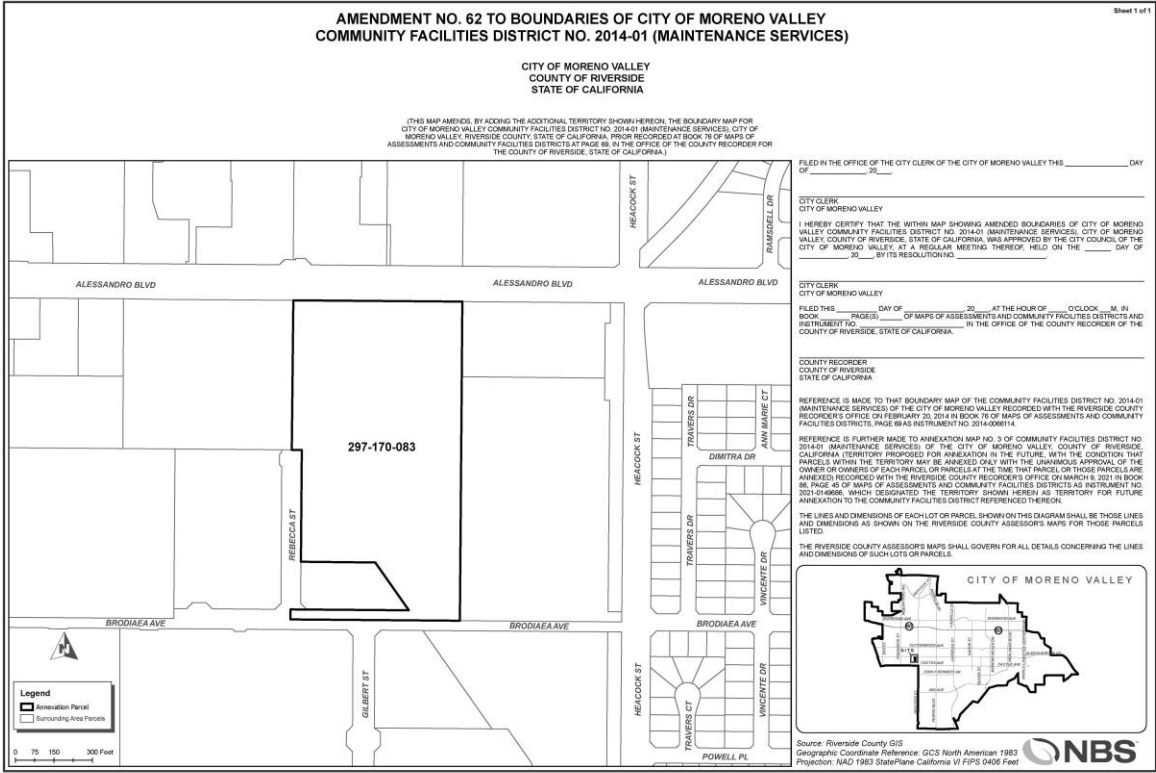 Sheet 1 of 1
AMENDMENT NO. 62 TO BOUNDARIES OF CITY OF MORENO VALLEY
COMMUNITY FACILITIES DISTRICT NO. 2014-01 (MAINTENANCE SERVICES)
CITY OF MORENO VALLEY
COUNTY OF RIVERSIDE
STATE OF CALIFORNIA
(THIS MAP AMENDS, BY ADDING THE ADDITIONAL TERRITORY SHOWN HEREON, THE BOUNDARY MAP FOR
CITY OF MORENO VALLEY COMMUNITY FACILITIES DISTRICT NO. 2014-01 (MAINTENANCE SERVICES), CITY OF
MORENO VALLEY, RIVERSIDE COUNTY, STATE OF CALIFORNIA, PRIOR RECORDED AT BOOK 76 OF MAPS OF
ASSESSMENTS AND COMMUNITY FACILITIES DISTRICTS AT PAGE 69, IN THE OFFICE OF THE COUNTY RECORDER FOR
THE COUNTY OF RIVERSIDE, STATE OF CALIFORNIA.)
HEACOCK ST
RAMSDELL DR
ALESSANDRO BLVD
ALESSANDRO BLVD
ALESSANDRO BLVD
297-170-083
REBECCA ST
HEACOCK ST
TRAVERS DR
ANN MARIE CT
DIMITRA DR
TRAVERS DR
VINCENTE DR
BRODIAEA AVE
BRODIAEA AVE
BRODIAEA AVE
GILBERT ST
HEACOCK ST
TRAVERS CT
VINCENTE DR
POWELL PL
N
Legend
Annexation Parcel
Surrounding Area Parcels
0 75 150 300 Feet
FILED IN THE OFFICE OF THE CITY CLERK OF THE CITY OF MORENO VALLEY THIS ____________ DAY
OF ____________, 20___.
CITY CLERK
CITY OF MORENO VALLEY
I HEREBY CERTIFY THAT THE WITHIN MAP SHOWING AMENDED BOUNDARIES OF CITY OF MORENO
VALLEY COMMUNITY FACILITIES DISTRICT NO. 2014-01 (MAINTENANCE SERVICES), CITY OF MORENO
VALLEY, COUNTY OF RIVERSIDE, STATE OF CALIFORNIA, WAS APPROVED BY THE CITY COUNCIL OF THE
CITY OF MORENO VALLEY, AT A REGULAR MEETING THEREOF, HELD ON THE ______ DAY OF
__________, 20___, BY ITS RESOLUTION NO. __________________.
CITY CLERK
CITY OF MORENO VALLEY
FILED THIS ________ DAY OF ____________, 20___, AT THE HOUR OF ____ O'CLOCK ___M, IN
BOOK ______ PAGE(S) _____ OF MAPS OF ASSESSMENTS AND COMMUNITY FACILITIES DISTRICTS AND
INSTRUMENT NO. ____________________ IN THE OFFICE OF THE COUNTY RECORDER OF THE
COUNTY OF RIVERSIDE, STATE OF CALIFORNIA.
COUNTY RECORDER
COUNTY OF RIVERSIDE
STATE OF CALIFORNIA
REFERENCE IS MADE TO THAT BOUNDARY MAP OF THE COMMUNITY FACILITIES DISTRICT NO. 2014-01
(MAINTENANCE SERVICES) OF THE CITY OF MORENO VALLEY RECORDED WITH THE RIVERSIDE COUNTY
RECORDER'S OFFICE ON FEBRUARY 20, 2014 IN BOOK 76 OF MAPS OF ASSESSMENTS AND COMMUNITY
FACILITIES DISTRICTS, PAGE 69 AS INSTRUMENT NO. 2014-0066114.
REFERENCE IS FURTHER MADE TO ANNEXATION MAP NO. 3 OF COMMUNITY FACILITIES DISTRICT NO.
2014-01 (MAINTENANCE SERVICES) OF THE CITY OF MORENO VALLEY, COUNTY OF RIVERSIDE,
CALIFORNIA (TERRITORY PROPOSED FOR ANNEXATION IN THE FUTURE, WITH THE CONDITION THAT
PARCELS WITHIN THE TERRITORY MAY BE ANNEXED ONLY WITH THE UNANIMOUS APPROVAL OF THE
OWNER OR OWNERS OF EACH PARCEL OR PARCELS AT THE TIME THAT PARCEL OR THOSE PARCELS ARE
ANNEXED) RECORDED WITH THE RIVERSIDE COUNTY RECORDER'S OFFICE ON MARCH 9, 2021 IN BOOK
86, PAGE 45 OF MAPS OF ASSESSMENTS AND COMMUNITY FACILITIES DISTRICTS AS INSTRUMENT NO.
2021-0149686, WHICH DESIGNATED THE TERRITORY SHOWN HEREIN AS TERRITORY FOR FUTURE
ANNEXATION TO THE COMMUNITY FACILITIES DISTRICT REFERENCED THEREON.
THE LINES AND DIMENSIONS OF EACH LOT OR PARCEL SHOWN ON THIS DIAGRAM SHALL BE THOSE LINES
AND DIMENSIONS AS SHOWN ON THE RIVERSIDE COUNTY ASSESSOR'S MAPS FOR THOSE PARCELS
LISTED.
THE RIVERSIDE COUNTY ASSESSOR'S MAPS SHALL GOVERN FOR ALL DETAILS CONCERNING THE LINES
AND DIMENSIONS OF SUCH LOTS OR PARCELS.
CITY OF MORENO VALLEY
SITE
Source: Riverside County GIS
Geographic Coordinate Reference: GCS North American 1983
Projection: NAD 1983 StatePlane California VI FIPS 0406 Feet
NBS